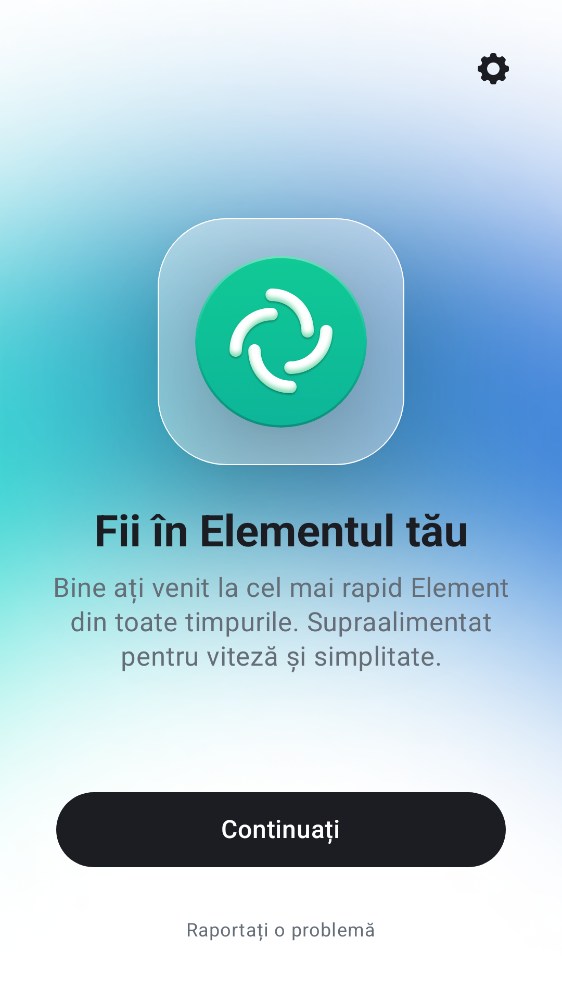 Fii în Elementul tău
Bine ați venit la cel mai rapid Element
din toate timpurile. Supraalimentat
pentru viteză și simplitate.
Continuați
Raportați o problemă